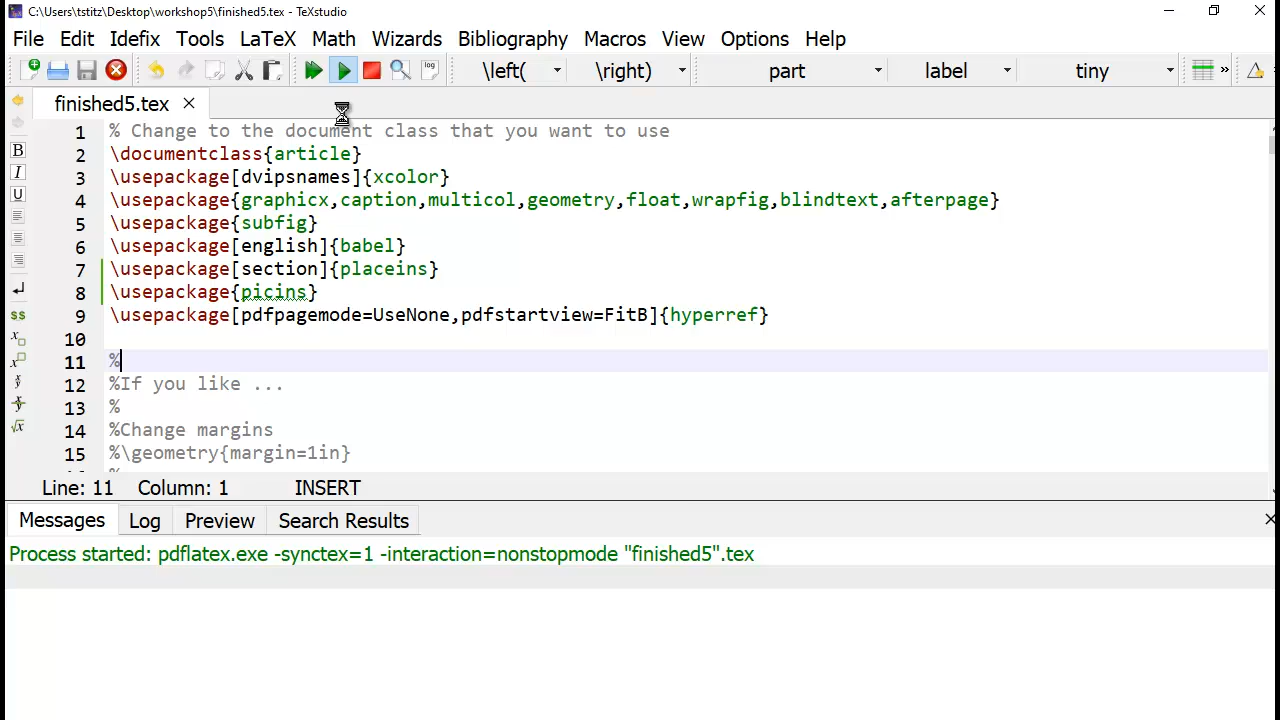 C:\Users\tstitz\Desktop\workshop5\finished5.tex - TeXstudio
File Edit Idefix Tools LaTeX Math Wizards Bibliography Macros View Options Help
log \left( \right) part label tiny »
finished5.tex
1 % Change to the document class that you want to use
2 \documentclass{article}
3 \usepackage[dvipsnames]{xcolor}
4 \usepackage{graphicx,caption,multicol,geometry,float,wrapfig,blindtext,afterpage}
5 \usepackage{subfig}
6 \usepackage[english]{babel}
7 \usepackage[section]{placeins}
8 \usepackage{picins}
9 \usepackage[pdfpagemode=UseNone,pdfstartview=FitB]{hyperref}
10
11 %
12 %If you like ...
13 %
14 %Change margins
15 %\geometry{margin=1in}
B
I
U
$$
Line: 11 Column: 1 INSERT
Messages Log Preview Search Results
Process started: pdflatex.exe -synctex=1 -interaction=nonstopmode "finished5".tex